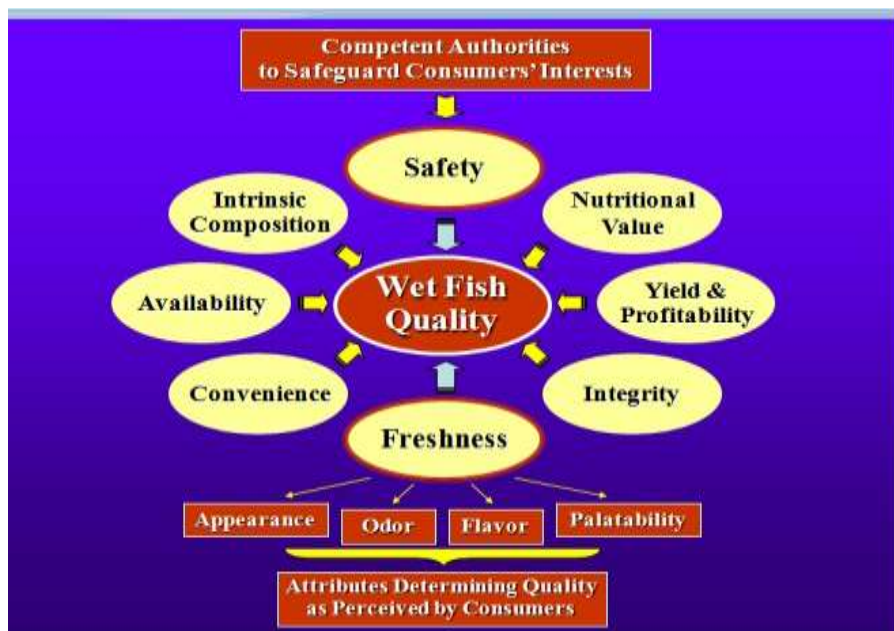 Competent Authorities
to Safeguard Consumers' Interests
Safety
Intrinsic
Composition
Nutritional
Value
Availability
Wet Fish
Quality
Yield &
Profitability
Convenience
Integrity
Freshness
Appearance
Odor
Flavor
Palatability
Attributes Determining Quality
as Perceived by Consumers